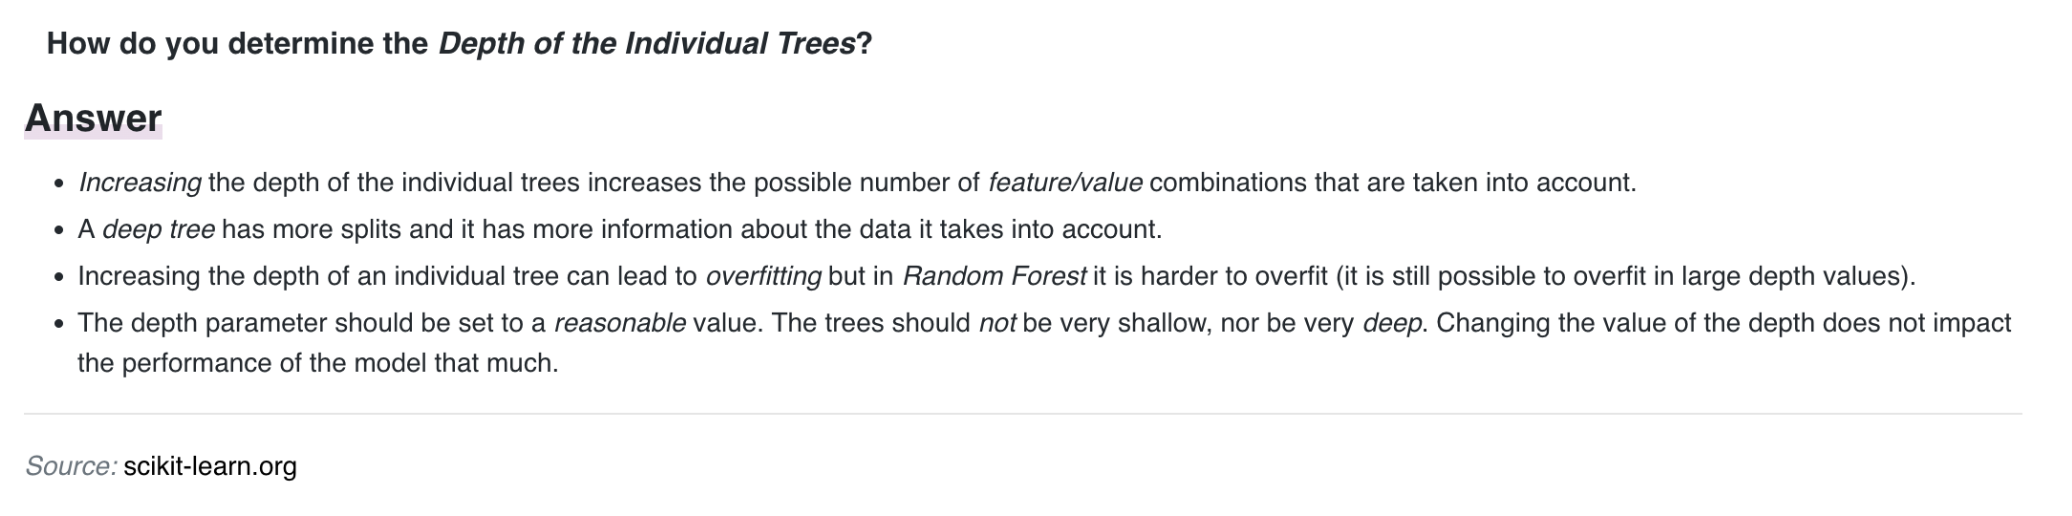 How do you determine the Depth of the Individual Trees?
Answer
• Increasing the depth of the individual trees increases the possible number of feature/value combinations that are taken into account.
• A deep tree has more splits and it has more information about the data it takes into account.
• Increasing the depth of an individual tree can lead to overfitting but in Random Forest it is harder to overfit (it is still possible to overfit in large depth values).
• The depth parameter should be set to a reasonable value. The trees should not be very shallow, nor be very deep. Changing the value of the depth does not impact
the performance of the model that much.
Source: scikit-learn.org